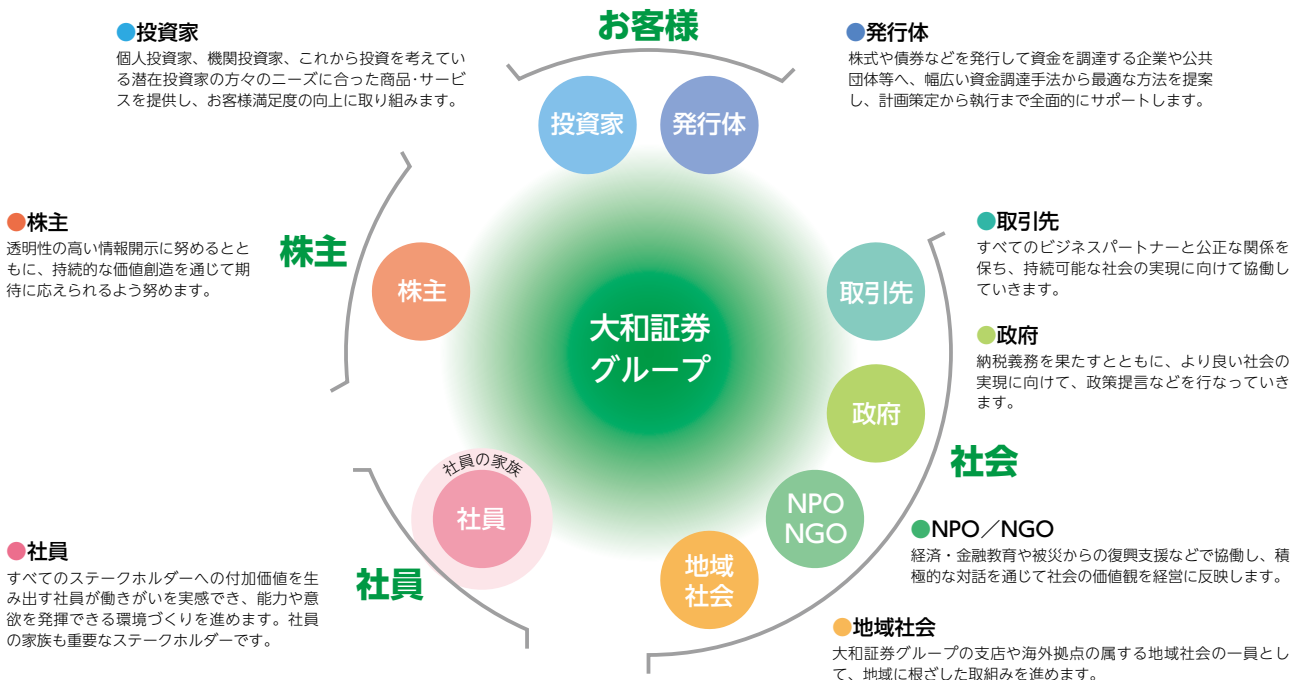 お客様
●投資家
個人投資家、機関投資家、これから投資を考えてい
る潜在投資家の方々のニーズに合った商品・サービ
スを提供し、お客様満足度の向上に取り組みます。
●発行体
株式や債券などを発行して資金を調達する企業や公共
団体等へ、幅広い資金調達手法から最適な方法を提案
し、計画策定から執行まで全面的にサポートします。
投資家
発行体
●株主
透明性の高い情報開示に努めるとと
もに、持続的な価値創造を通じて期
待に応えられるよう努めます。
株主
株主
大和証券
グループ
取引先
●取引先
すべてのビジネスパートナーと公正な関係を
保ち、持続可能な社会の実現に向けて協働し
ていきます。
政府
●政府
納税義務を果たすとともに、より良い社会の
実現に向けて、政策提言などを行なっていき
ます。
社会
社員の家族
社員
社員
●社員
すべてのステークホルダーへの付加価値を生
み出す社員が働きがいを実感でき、能力や意
欲を発揮できる環境づくりを進めます。社員
の家族も重要なステークホルダーです。
NPO
NGO
●NPO／NGO
経済・金融教育や被災からの復興支援などで協働し、積
極的な対話を通じて社会の価値観を経営に反映します。
地域
社会
●地域社会
大和証券グループの支店や海外拠点の属する地域社会の一員とし
て、地域に根ざした取組みを進めます。